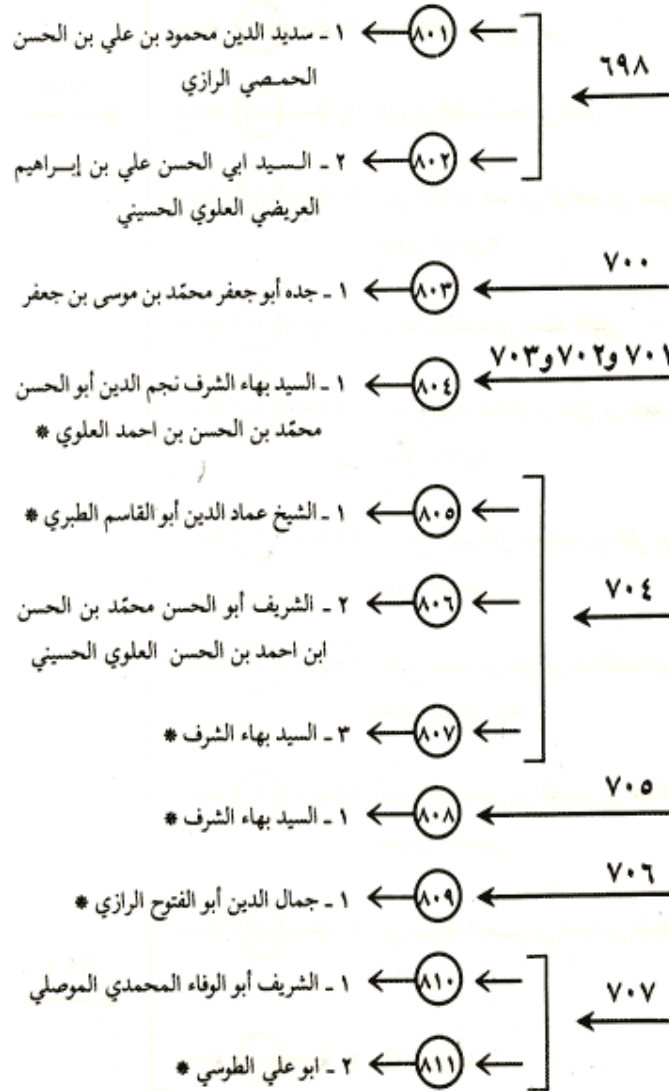 ٦٩٨
٨٠١ ١ ـ سديد الدين محمود بن علي بن الحسن
الحمصي الرازي
٨٠٢ ٢ ـ السيد ابي الحسن علي بن إبراهيم
العريضي العلوي الحسيني
٧٠٠
٨٠٣ ١ ـ جده أبو جعفر محمّد بن موسى بن جعفر
٧٠١ و٧٠٢ و٧٠٣
٨٠٤ ١ ـ السيد بهاء الشرف نجم الدين أبو الحسن
محمّد بن الحسن بن احمد العلوي *
٧٠٤
٨٠٥ ١ ـ الشيخ عماد الدين أبو القاسم الطبري *
٨٠٦ ٢ ـ الشريف أبو الحسن محمّد بن الحسن
ابن احمد بن الحسن العلوي الحسيني
٨٠٧ ٣ ـ السيد بهاء الشرف *
٧٠٥
٨٠٨ ١ ـ السيد بهاء الشرف *
٧٠٦
٨٠٩ ١ ـ جمال الدين أبو الفتوح الرازي *
٧٠٧
٨١٠ ١ ـ الشريف أبو الوفاء المحمدي الموصلي
٨١١ ٢ ـ ابو علي الطوسي *